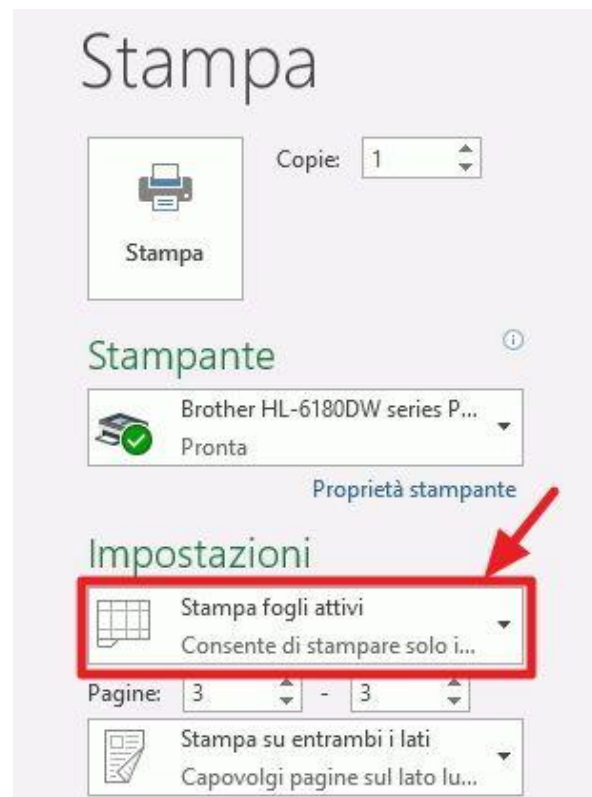 Stampa
Copie: 1
Stampa
Stampante
Brother HL-6180DW series P...
Pronta
Proprietà stampante
Impostazioni
Stampa fogli attivi
Consente di stampare solo i...
Pagine: 3 - 3
Stampa su entrambi i lati
Capovolgi pagine sul lato lu...